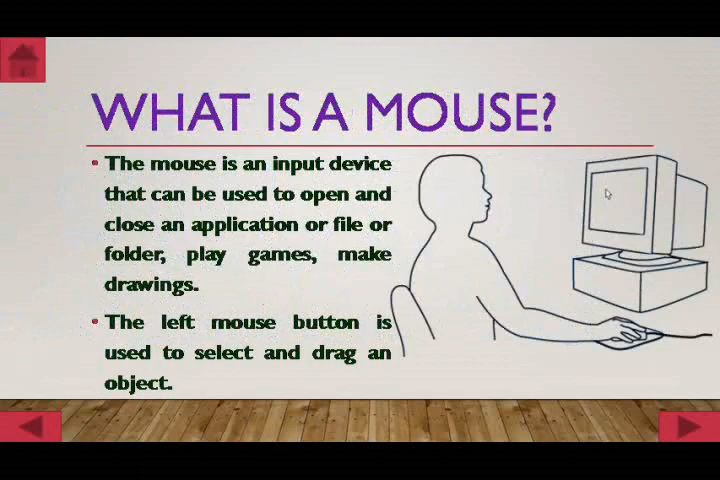 WHAT IS A MOUSE?
• The mouse is an input device
that can be used to open and
close an application or file or
folder, play games, make
drawings.
• The left mouse button is
used to select and drag an
object.